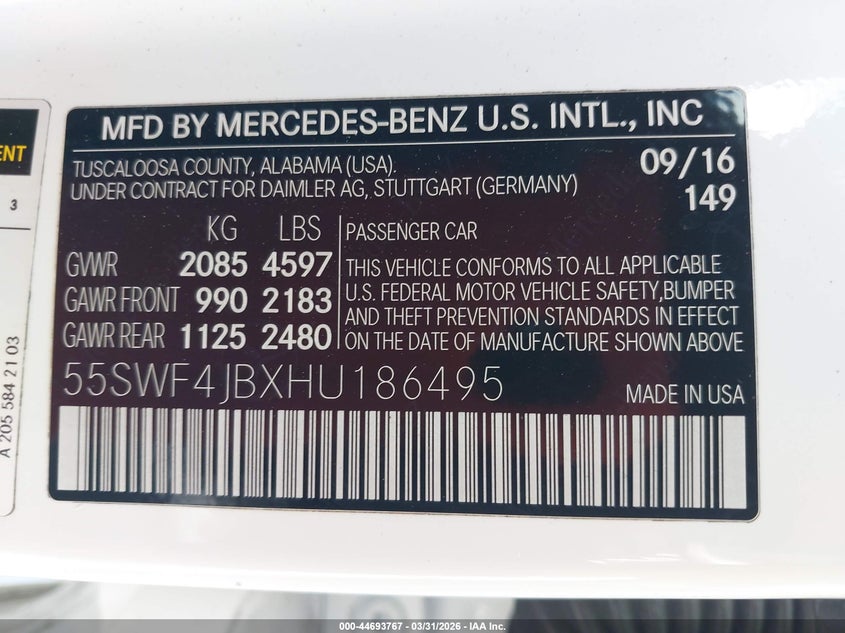 MFD BY MERCEDES-BENZ U.S. INTL., INC
TUSCALOOSA COUNTY, ALABAMA (USA).
UNDER CONTRACT FOR DAIMLER AG, STUTTGART (GERMANY)
09/16
149
KG LBS
GVWR 2085 4597
GAWR FRONT 990 2183
GAWR REAR 1125 2480
PASSENGER CAR
THIS VEHICLE CONFORMS TO ALL APPLICABLE
U.S. FEDERAL MOTOR VEHICLE SAFETY,BUMPER
AND THEFT PREVENTION STANDARDS IN EFFECT
ON THE DATE OF MANUFACTURE SHOWN ABOVE
55SWF4JBXHU186495
MADE IN USA
3
A 205 584 21 03
000-44693767 - 03/31/2026 - IAA Inc.